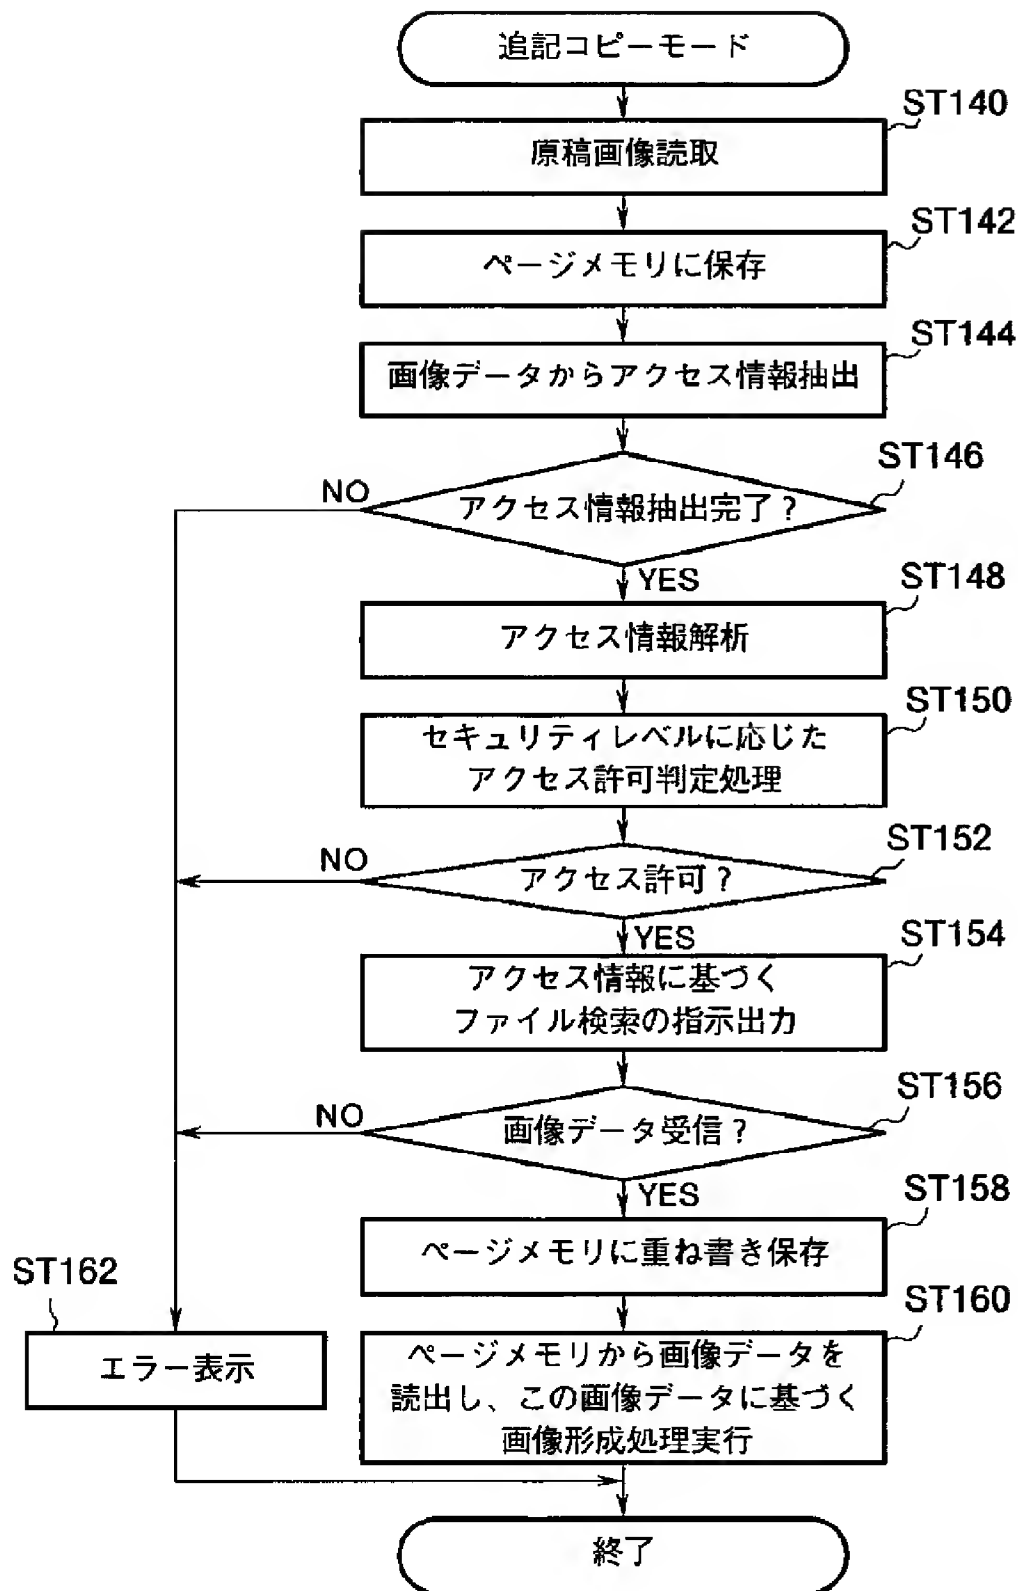 追記コピーモード
ST140
原稿画像読取
ST142
ページメモリに保存
ST144
画像データからアクセス情報抽出
ST146
NO
アクセス情報抽出完了？
YES
ST148
アクセス情報解析
ST150
セキュリティレベルに応じた
アクセス許可判定処理
ST152
NO
アクセス許可？
YES
ST154
アクセス情報に基づく
ファイル検索の指示出力
ST156
NO
画像データ受信？
YES
ST158
ページメモリに重ね書き保存
ST162
エラー表示
ST160
ページメモリから画像データを
読出し、この画像データに基づく
画像形成処理実行
終了